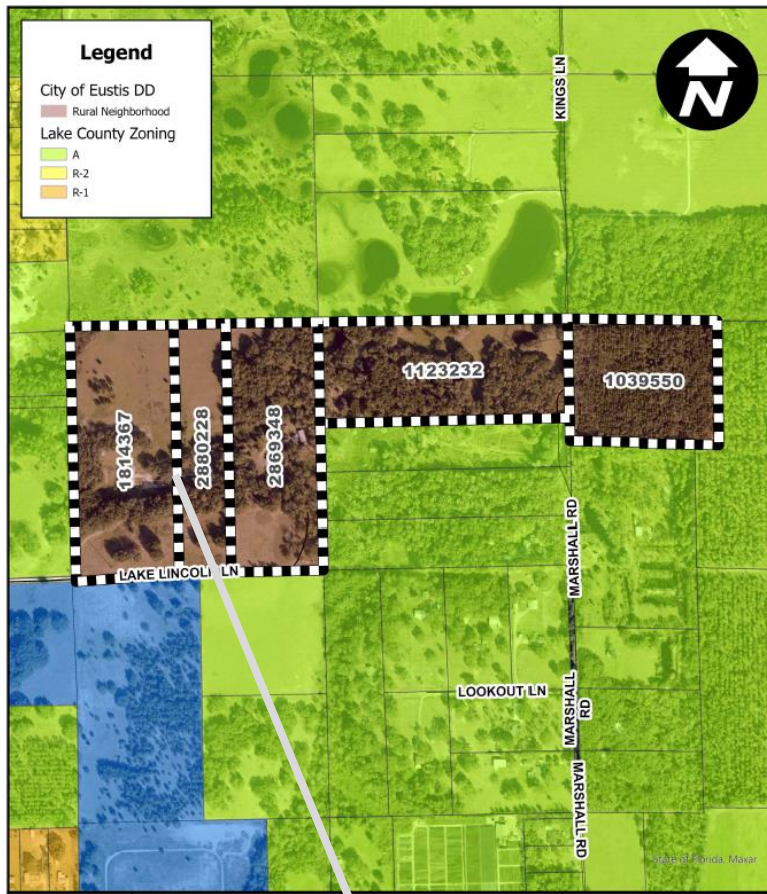 Legend
City of Eustis DD
Rural Neighborhood
Lake County Zoning
A
R-2
R-1
KINGS LN
N
1123232
1039550
1814367
2880228
2869348
LAKE LINCOLN LN
MARSHALL RD
LOOKOUT LN
MARSHALL
RD
MARSHALL RD
State of Florida, Maxar